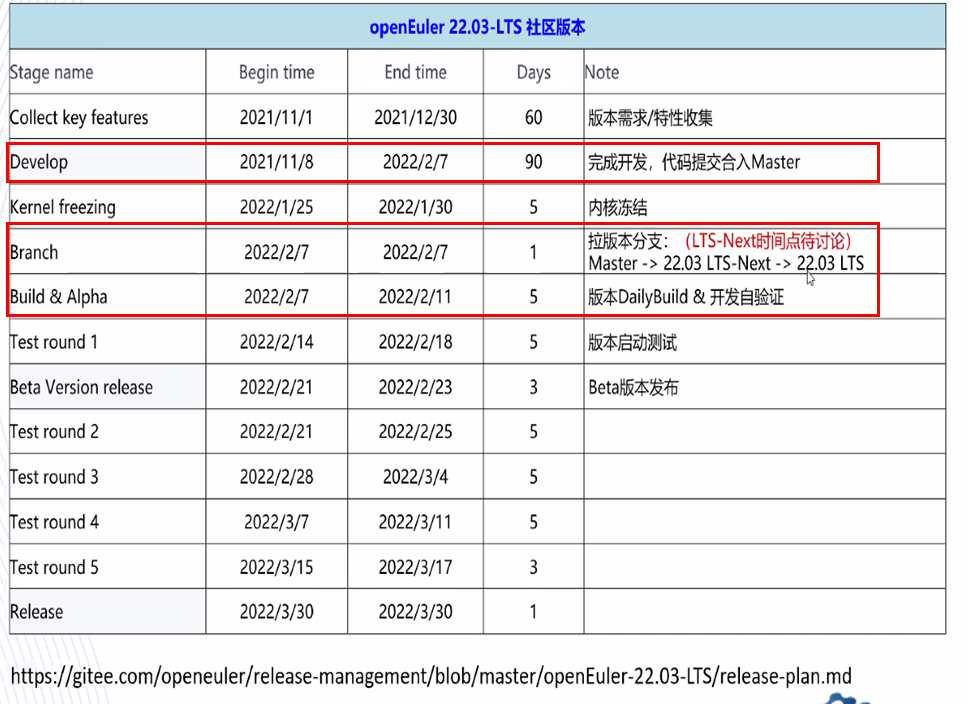 openEuler 22.03-LTS 社区版本
Stage name Begin time End time Days Note
Collect key features 2021/11/1 2021/12/30 60 版本需求/特性收集
Develop 2021/11/8 2022/2/7 90 完成开发，代码提交合入Master
Kernel freezing 2022/1/25 2022/1/30 5 内核冻结
Branch 2022/2/7 2022/2/7 1 拉版本分支：（LTS-Next时间点待讨论）
Master -> 22.03 LTS-Next -> 22.03 LTS
Build & Alpha 2022/2/7 2022/2/11 5 版本DailyBuild & 开发自验证
Test round 1 2022/2/14 2022/2/18 5 版本启动测试
Beta Version release 2022/2/21 2022/2/23 3 Beta版本发布
Test round 2 2022/2/21 2022/2/25 5
Test round 3 2022/2/28 2022/3/4 5
Test round 4 2022/3/7 2022/3/11 5
Test round 5 2022/3/15 2022/3/17 3
Release 2022/3/30 2022/3/30 1
https://gitee.com/openeuler/release-management/blob/master/openEuler-22.03-LTS/release-plan.md